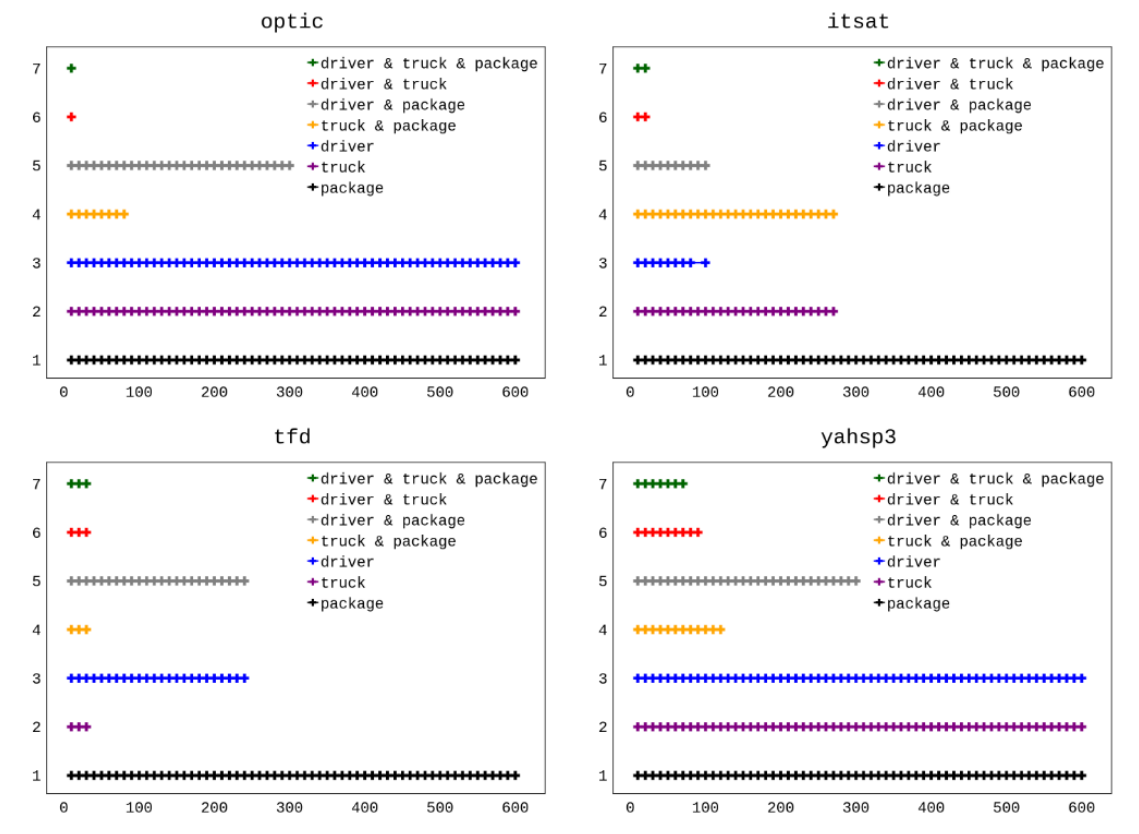 optic
7
6
5
4
3
2
1
driver & truck & package
driver & truck
driver & package
truck & package
driver
truck
package
0 100 200 300 400 500 600
itsat
7
6
5
4
3
2
1
driver & truck & package
driver & truck
driver & package
truck & package
driver
truck
package
0 100 200 300 400 500 600
tfd
7
6
5
4
3
2
1
driver & truck & package
driver & truck
driver & package
truck & package
driver
truck
package
0 100 200 300 400 500 600
yahsp3
7
6
5
4
3
2
1
driver & truck & package
driver & truck
driver & package
truck & package
driver
truck
package
0 100 200 300 400 500 600